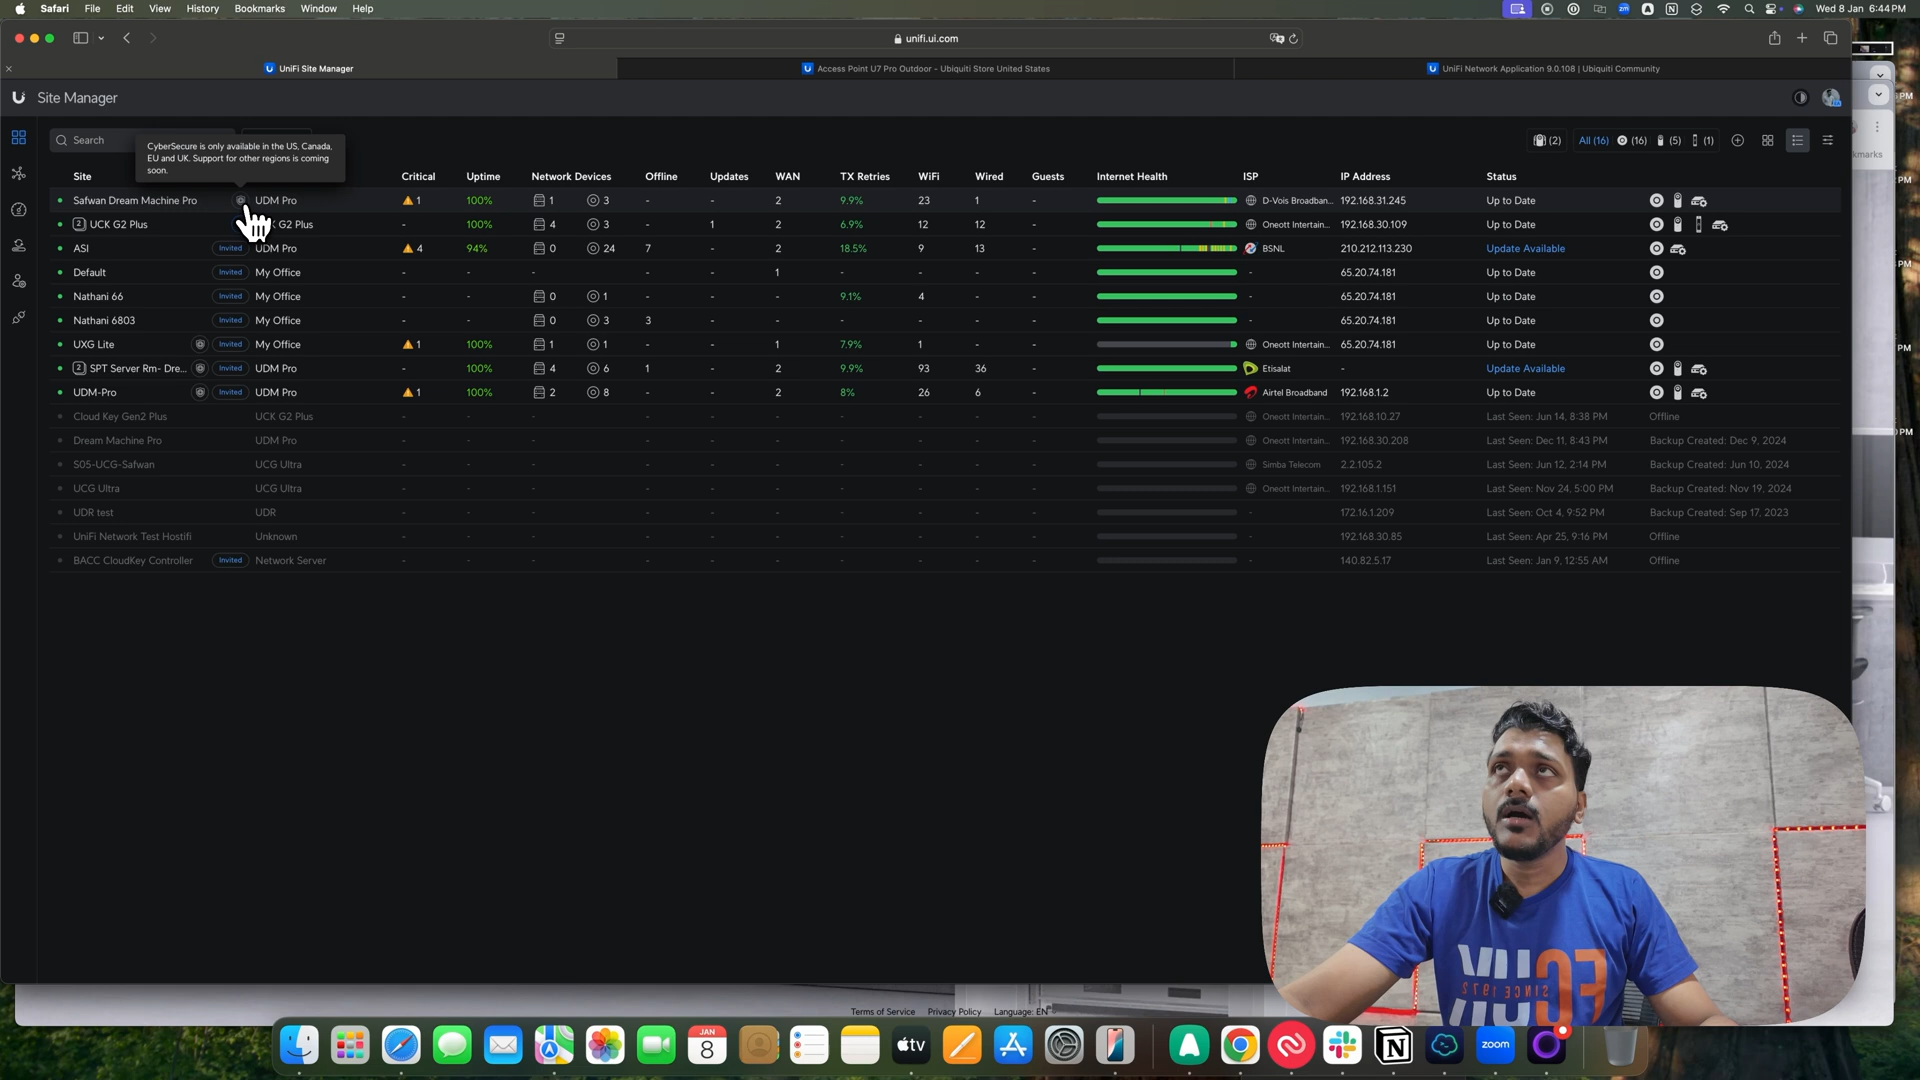 Safari File Edit View History Bookmarks Window Help Wed 8 Jan 6:44 PM
unifi.ui.com
UniFi Site Manager Access Point U7 Pro Outdoor - Ubiquiti Store United States UniFi Network Application 9.0.108 | Ubiquiti Community
Site Manager
Search (2) All (16) (16) (5) (1)
CyberSecure is only available in the US, Canada,
EU and UK. Support for other regions is coming
soon.
Site Critical Uptime Network Devices Offline Updates WAN TX Retries WiFi Wired Guests Internet Health ISP IP Address Status
Safwan Dream Machine Pro UDM Pro 1 100% 1 3 - - 2 9.9% 23 1 - D-Vois Broadban... 192.168.31.245 Up to Date
2 UCK G2 Plus K G2 Plus - 100% 4 3 - 1 2 6.9% 12 12 - Oneott Intertain... 192.168.30.109 Up to Date
ASI Invited UDM Pro 4 94% 0 24 7 - 2 18.5% 9 13 - BSNL 210.212.113.230 Update Available
Default Invited My Office - - - - - 1 - - - - - 65.20.74.181 Up to Date
Nathani 66 Invited My Office - - 0 1 - - - 9.1% 4 - - - 65.20.74.181 Up to Date
Nathani 6803 Invited My Office - - 0 3 3 - - - - - - - 65.20.74.181 Up to Date
UXG Lite Invited My Office 1 100% 1 1 - - 1 7.9% 1 - - Oneott Intertain... 65.20.74.181 Up to Date
2 SPT Server Rm- Dre... Invited UDM Pro - 100% 4 6 1 - 2 9.9% 93 36 - Etisalat - Update Available
UDM-Pro Invited UDM Pro 1 100% 2 8 - - 2 8% 26 6 - Airtel Broadband 192.168.1.2 Up to Date
Cloud Key Gen2 Plus UCK G2 Plus - - - - - - - - - - Oneott Intertain... 192.168.10.27 Last Seen: Jun 14, 8:38 PM Offline
Dream Machine Pro UDM Pro - - - - - - - - - - Oneott Intertain... 192.168.30.208 Last Seen: Dec 11, 8:43 PM Backup Created: Dec 9, 2024
S05-UCG-Safwan UCG Ultra - - - - - - - - - - Simba Telecom 2.2.105.2 Last Seen: Jun 12, 2:14 PM Backup Created: Jun 10, 2024
UCG Ultra UCG Ultra - - - - - - - - - - Oneott Intertain... 192.168.1.151 Last Seen: Nov 24, 5:00 PM Backup Created: Nov 19, 2024
UDR test UDR - - - - - - - - - - - 172.16.1.209 Last Seen: Oct 4, 9:52 PM Backup Created: Sep 17, 2023
UniFi Network Test Hostifi Unknown - - - - - - - - - - - 192.168.30.85 Last Seen: Apr 25, 9:16 PM Offline
BACC CloudKey Controller Invited Network Server - - - - - - - - - - - 140.82.5.17 Last Seen: Jan 9, 12:55 AM Offline
SINCE 1972
Terms of Service Privacy Policy Language: EN
JAN
8
tv
zoom